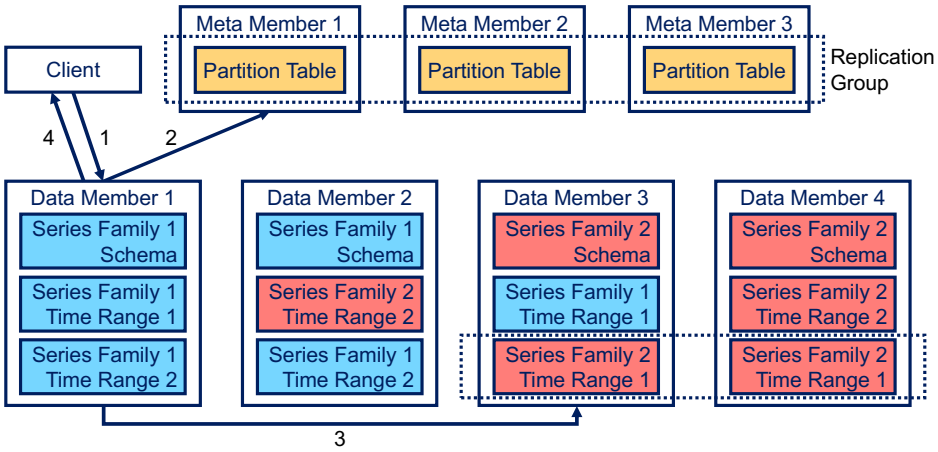 Meta Member 1
Partition Table
Meta Member 2
Partition Table
Meta Member 3
Partition Table
Replication
Group
Client
4
1
2
Data Member 1
Series Family 1
Schema
Series Family 1
Time Range 1
Series Family 1
Time Range 2
Data Member 2
Series Family 1
Schema
Series Family 2
Time Range 2
Series Family 1
Time Range 2
Data Member 3
Series Family 2
Schema
Series Family 1
Time Range 1
Series Family 2
Time Range 1
Data Member 4
Series Family 2
Schema
Series Family 2
Time Range 2
Series Family 2
Time Range 1
3